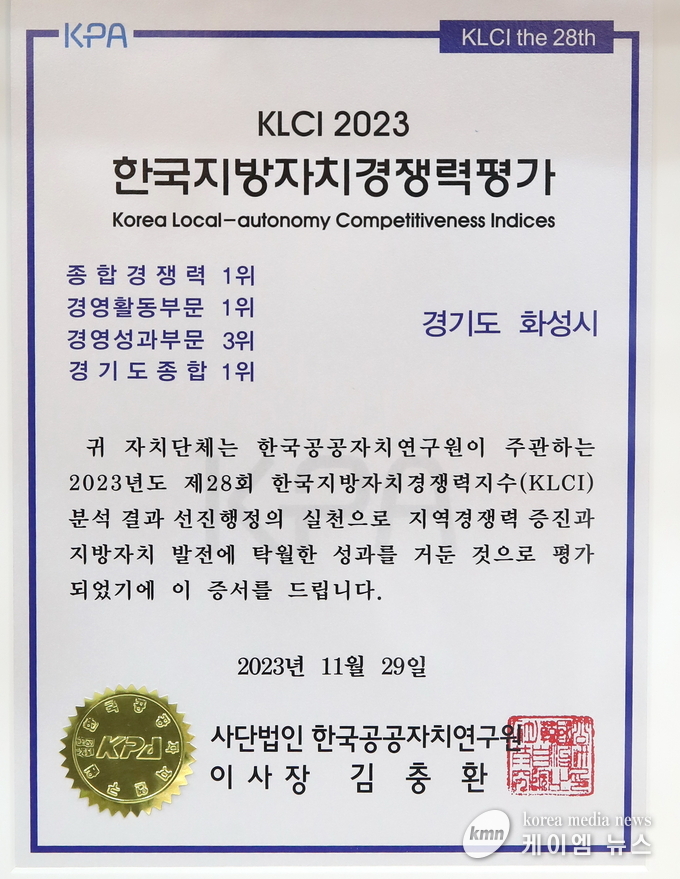 KPA
KLCI the 28th
KLCI 2023
한국지방자치경쟁력평가
Korea Local-autonomy Competitiveness Indices
종합경쟁력 1위
경영활동부문 1위
경영성과부문 3위
경기도종합 1위
경기도 화성시
귀 자치단체는 한국공공자치연구원이 주관하는
2023년도 제28회 한국지방자치경쟁력지수(KLCI)
분석 결과 선진행정의 실천으로 지역경쟁력 증진과
지방자치 발전에 탁월한 성과를 거둔 것으로 평가
되었기에 이 증서를 드립니다.
2023년 11월 29일
KPA
사단법인 한국공공자치연구원
이사장 김충환
kmn
korea media news
케이엠 뉴스